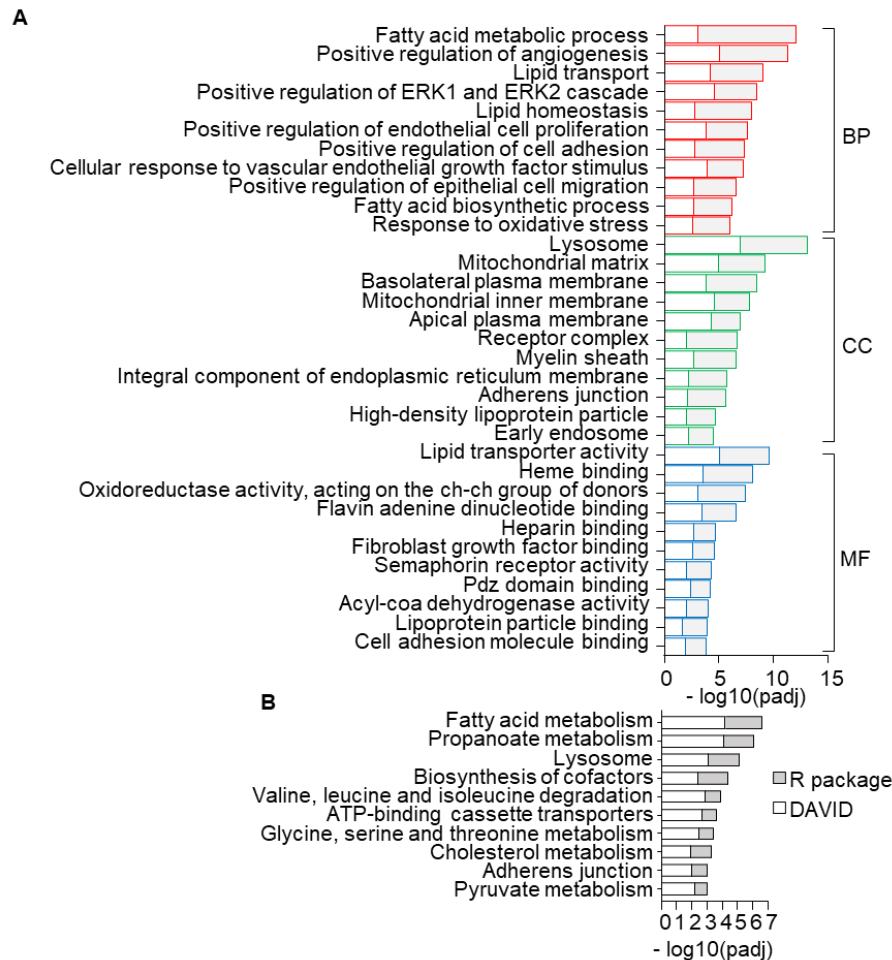 A
Fatty acid metabolic process
Positive regulation of angiogenesis
Lipid transport
Positive regulation of ERK1 and ERK2 cascade
Lipid homeostasis
Positive regulation of endothelial cell proliferation
Positive regulation of cell adhesion
Cellular response to vascular endothelial growth factor stimulus
Positive regulation of epithelial cell migration
Fatty acid biosynthetic process
Response to oxidative stress
BP
Lysosome
Mitochondrial matrix
Basolateral plasma membrane
Mitochondrial inner membrane
Apical plasma membrane
Receptor complex
Myelin sheath
Integral component of endoplasmic reticulum membrane
Adherens junction
High-density lipoprotein particle
Early endosome
CC
Lipid transporter activity
Heme binding
Oxidoreductase activity, acting on the ch-ch group of donors
Flavin adenine dinucleotide binding
Heparin binding
Fibroblast growth factor binding
Semaphorin receptor activity
Pdz domain binding
Acyl-coa dehydrogenase activity
Lipoprotein particle binding
Cell adhesion molecule binding
MF
0 5 10 15
- log10(padj)
B
Fatty acid metabolism
Propanoate metabolism
Lysosome
Biosynthesis of cofactors
Valine, leucine and isoleucine degradation
ATP-binding cassette transporters
Glycine, serine and threonine metabolism
Cholesterol metabolism
Adherens junction
Pyruvate metabolism
R package
DAVID
0 1 2 3 4 5 6 7
- log10(padj)